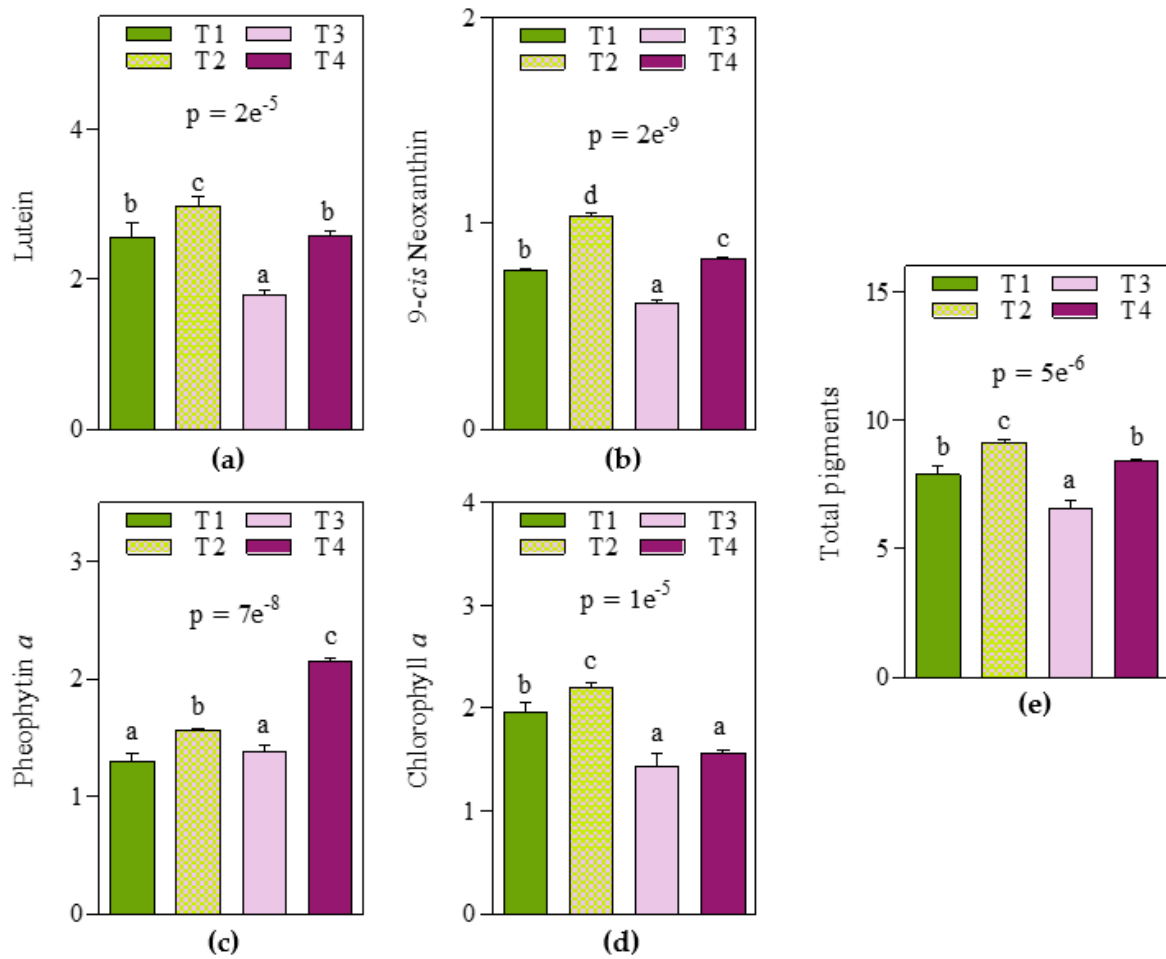 Lutein
T1 T3
T2 T4
p = 2e-5
4
2
0
b
c
a
b
(a)
9-cis Neoxanthin
2
T1 T3
T2 T4
p = 2e-9
1
0
b
d
a
c
(b)
Pheophytin a
T1 T3
T2 T4
3
p = 7e-8
2
1
0
a
b
a
c
(c)
Chlorophyll a
4
T1 T3
T2 T4
3
p = 1e-5
2
1
0
b
c
a
a
(d)
Total pigments
T1 T3
15
T2 T4
p = 5e-6
10
5
0
b
c
a
b
(e)